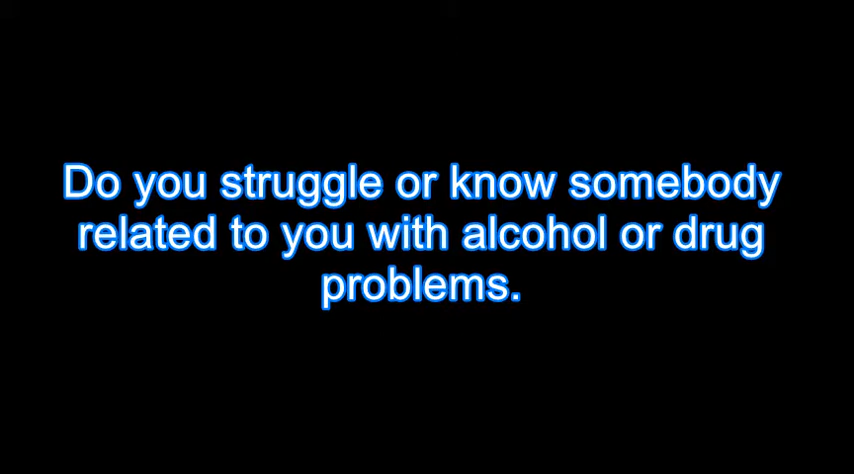 Do you struggle or know somebody
related to you with alcohol or drug
problems.